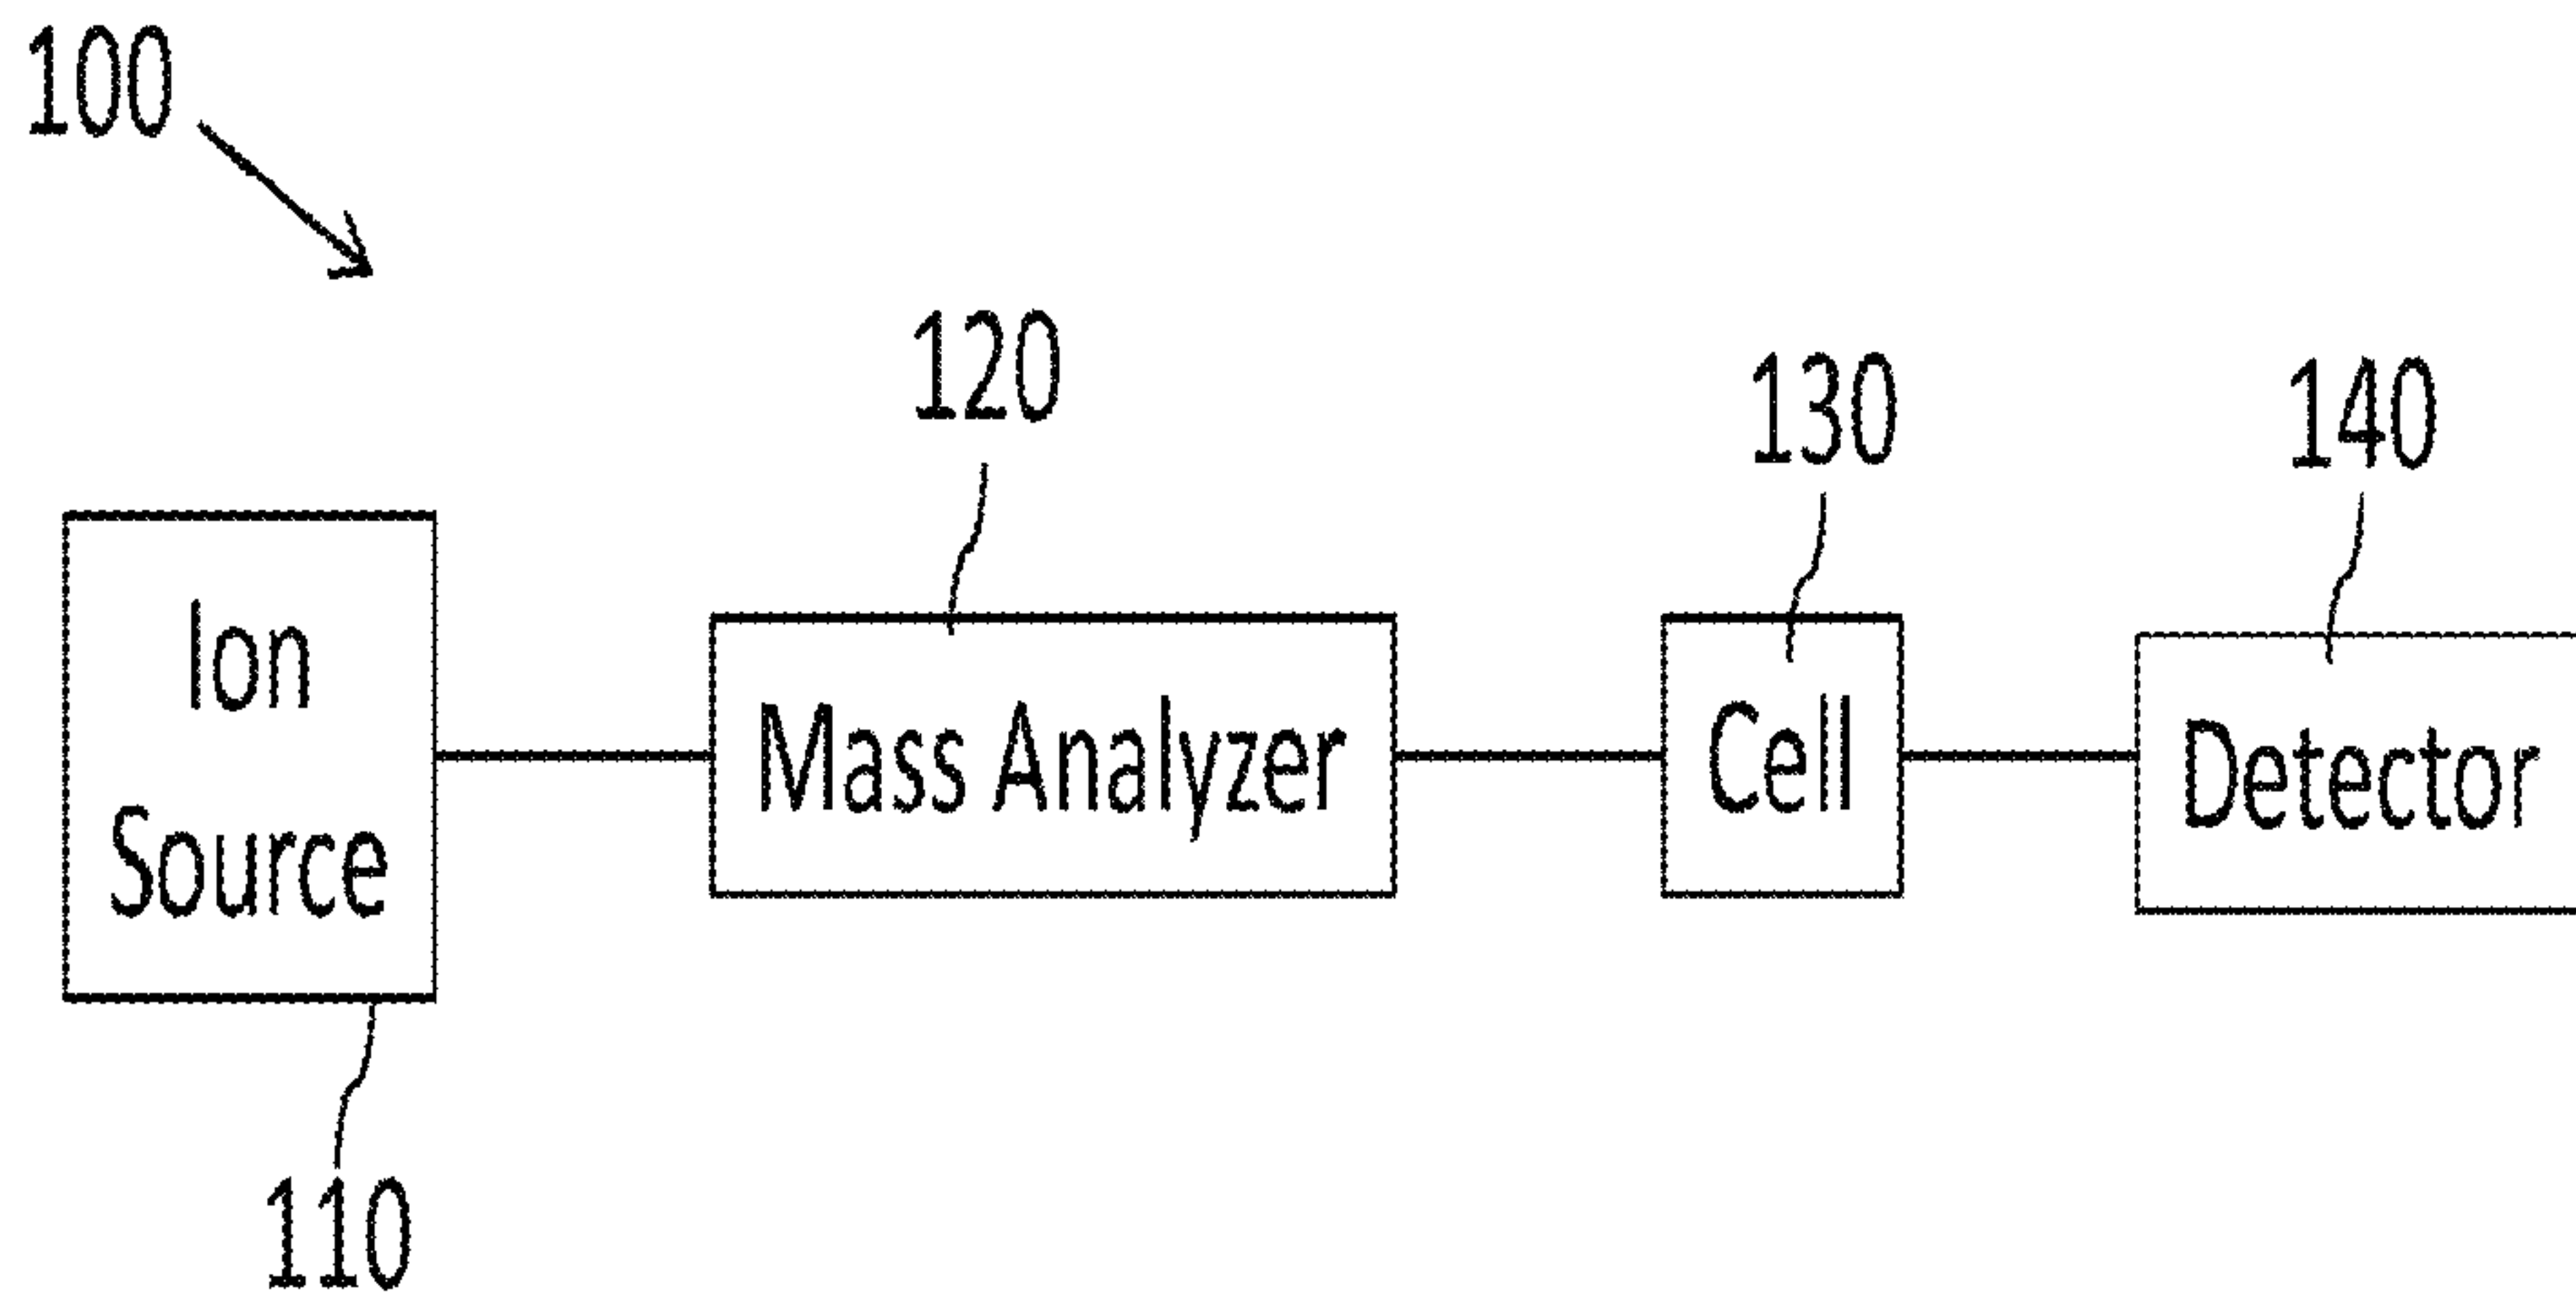 100
120
130
140
Ion
Source
Mass Analyzer
Cell
Detector
110